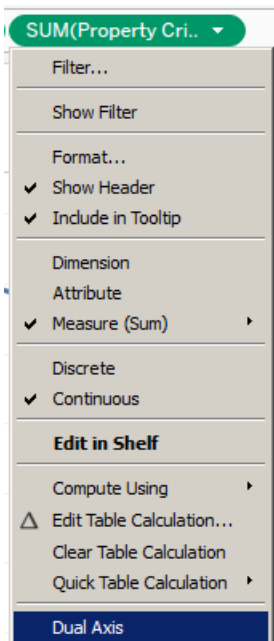 SUM(Property Cri..
Filter...
Show Filter
Format...
Show Header
Include in Tooltip
Dimension
Attribute
Measure (Sum)
Discrete
Continuous
Edit in Shelf
Compute Using
Edit Table Calculation...
Clear Table Calculation
Quick Table Calculation
Dual Axis